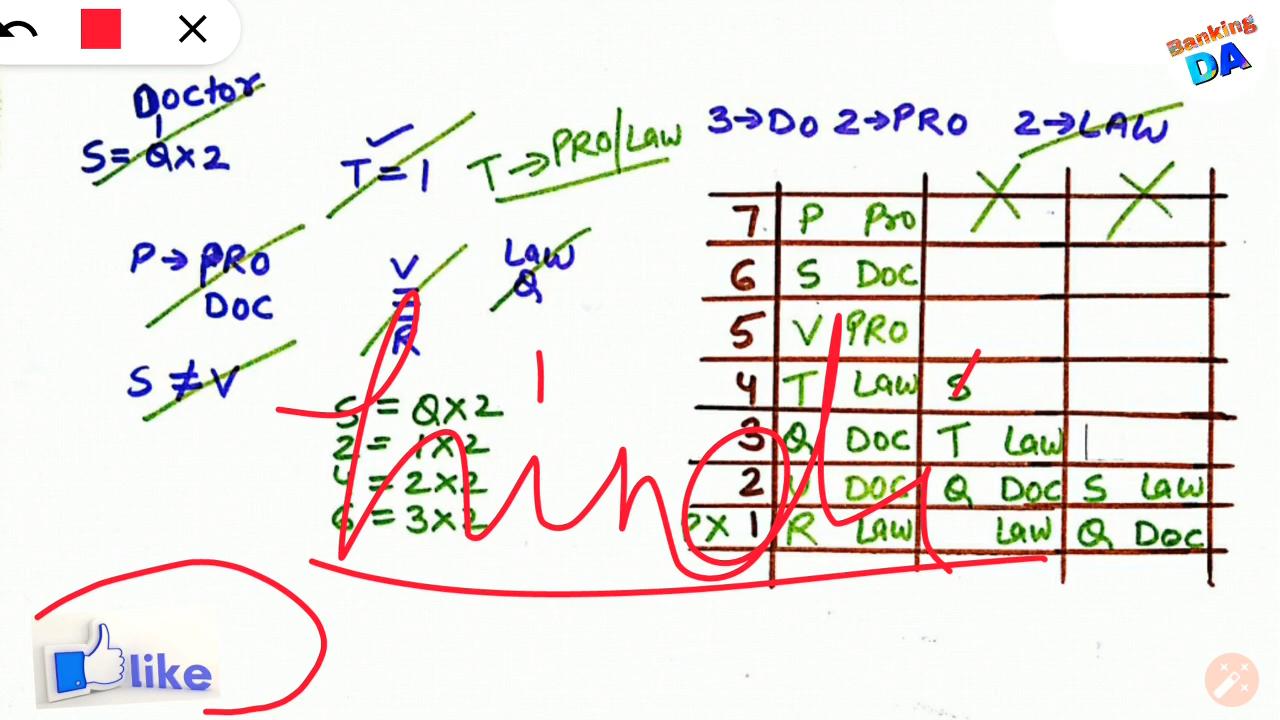 Banking
DA
Doctor
S = Q×2
T = 1
T → PRO/LAW
3→DO 2→PRO 2→LAW
P → PRO
DOC
V
R
LAW
Q
S ≠ V
S = Q×2
2 = 1×2
4 = 2×2
6 = 3×2
7 P PRO
6 S DOC
5 V PRO
4 T LAW S
3 Q DOC T LAW
2 DOC Q DOC S LAW
PX 1 R LAW LAW Q DOC
hindi
like